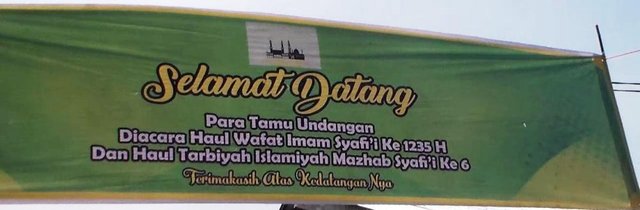 Selamat Datang
Para Tamu Undangan
Diacara Haul Wafat Imam Syafi'i Ke 1235 H
Dan Haul Tarbiyah Islamiyah Mazhab Syafi'i Ke 6
Terimakasih Atas Kedatangan Nya